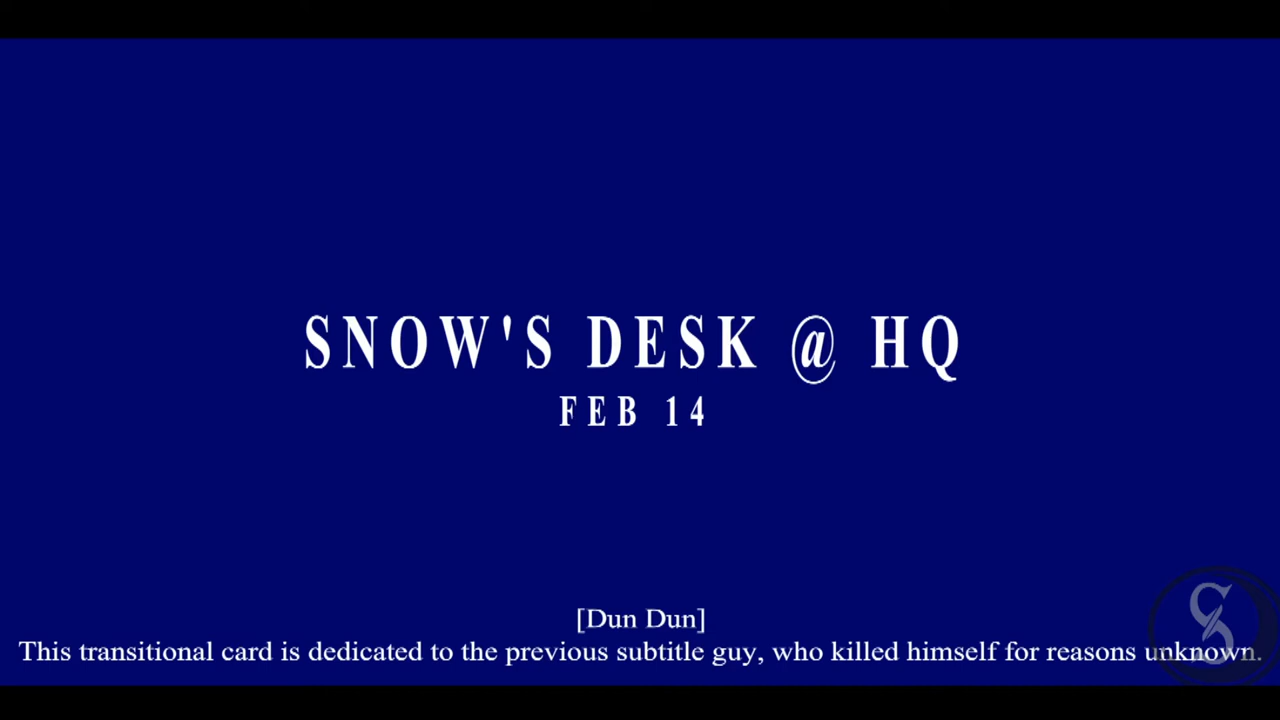 SNOW'S DESK @ HQ
FEB 14
[Dun Dun]
This transitional card is dedicated to the previous subtitle guy, who killed himself for reasons unknown.